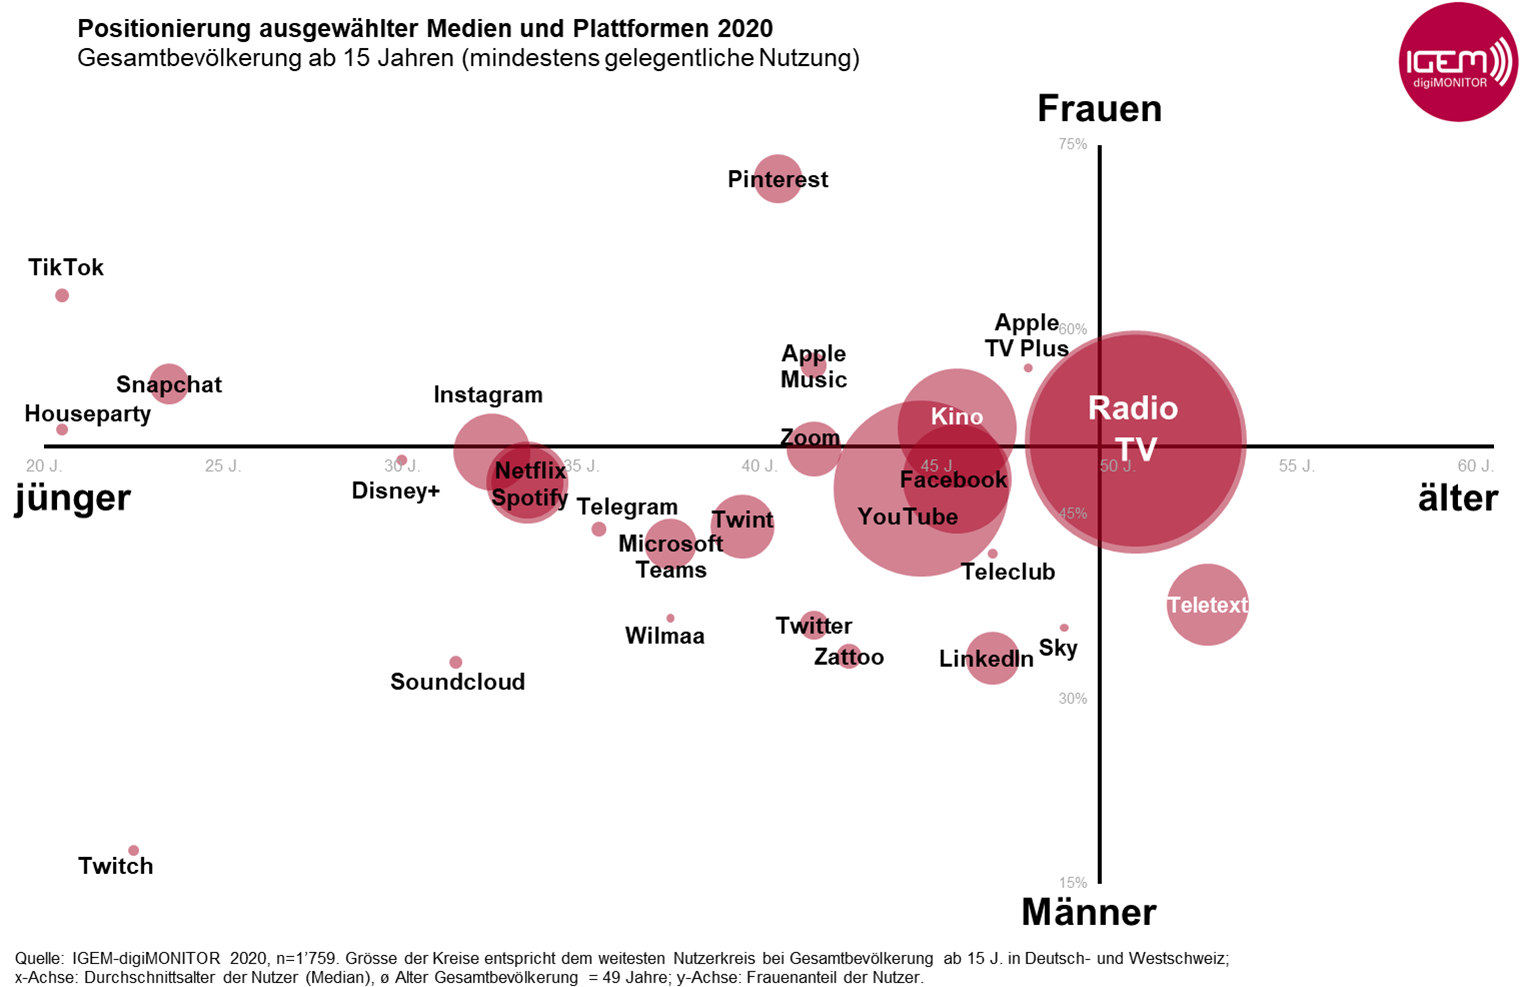 Positionierung ausgewählter Medien und Plattformen 2020
Gesamtbevölkerung ab 15 Jahren (mindestens gelegentliche Nutzung)
IGEM
digiMONITOR
Frauen
75%
Pinterest
TikTok
Apple
TV Plus
60%
Apple
Music
Snapchat
Instagram
Houseparty
Kino
Radio
TV
Zoom
20 J.
25 J.
30 J.
35 J.
40 J.
45 J.
50 J.
55 J.
60 J.
jünger
älter
Disney+
Netflix
Spotify
Facebook
Telegram
YouTube
45%
Twint
Microsoft
Teams
Teleclub
Teletext
Wilmaa
Twitter
Zattoo
LinkedIn
Sky
Soundcloud
30%
Twitch
15%
Männer
Quelle: IGEM-digiMONITOR 2020, n=1’759. Grösse der Kreise entspricht dem weitesten Nutzerkreis bei Gesamtbevölkerung ab 15 J. in Deutsch- und Westschweiz;
x-Achse: Durchschnittsalter der Nutzer (Median), ø Alter Gesamtbevölkerung = 49 Jahre; y-Achse: Frauenanteil der Nutzer.